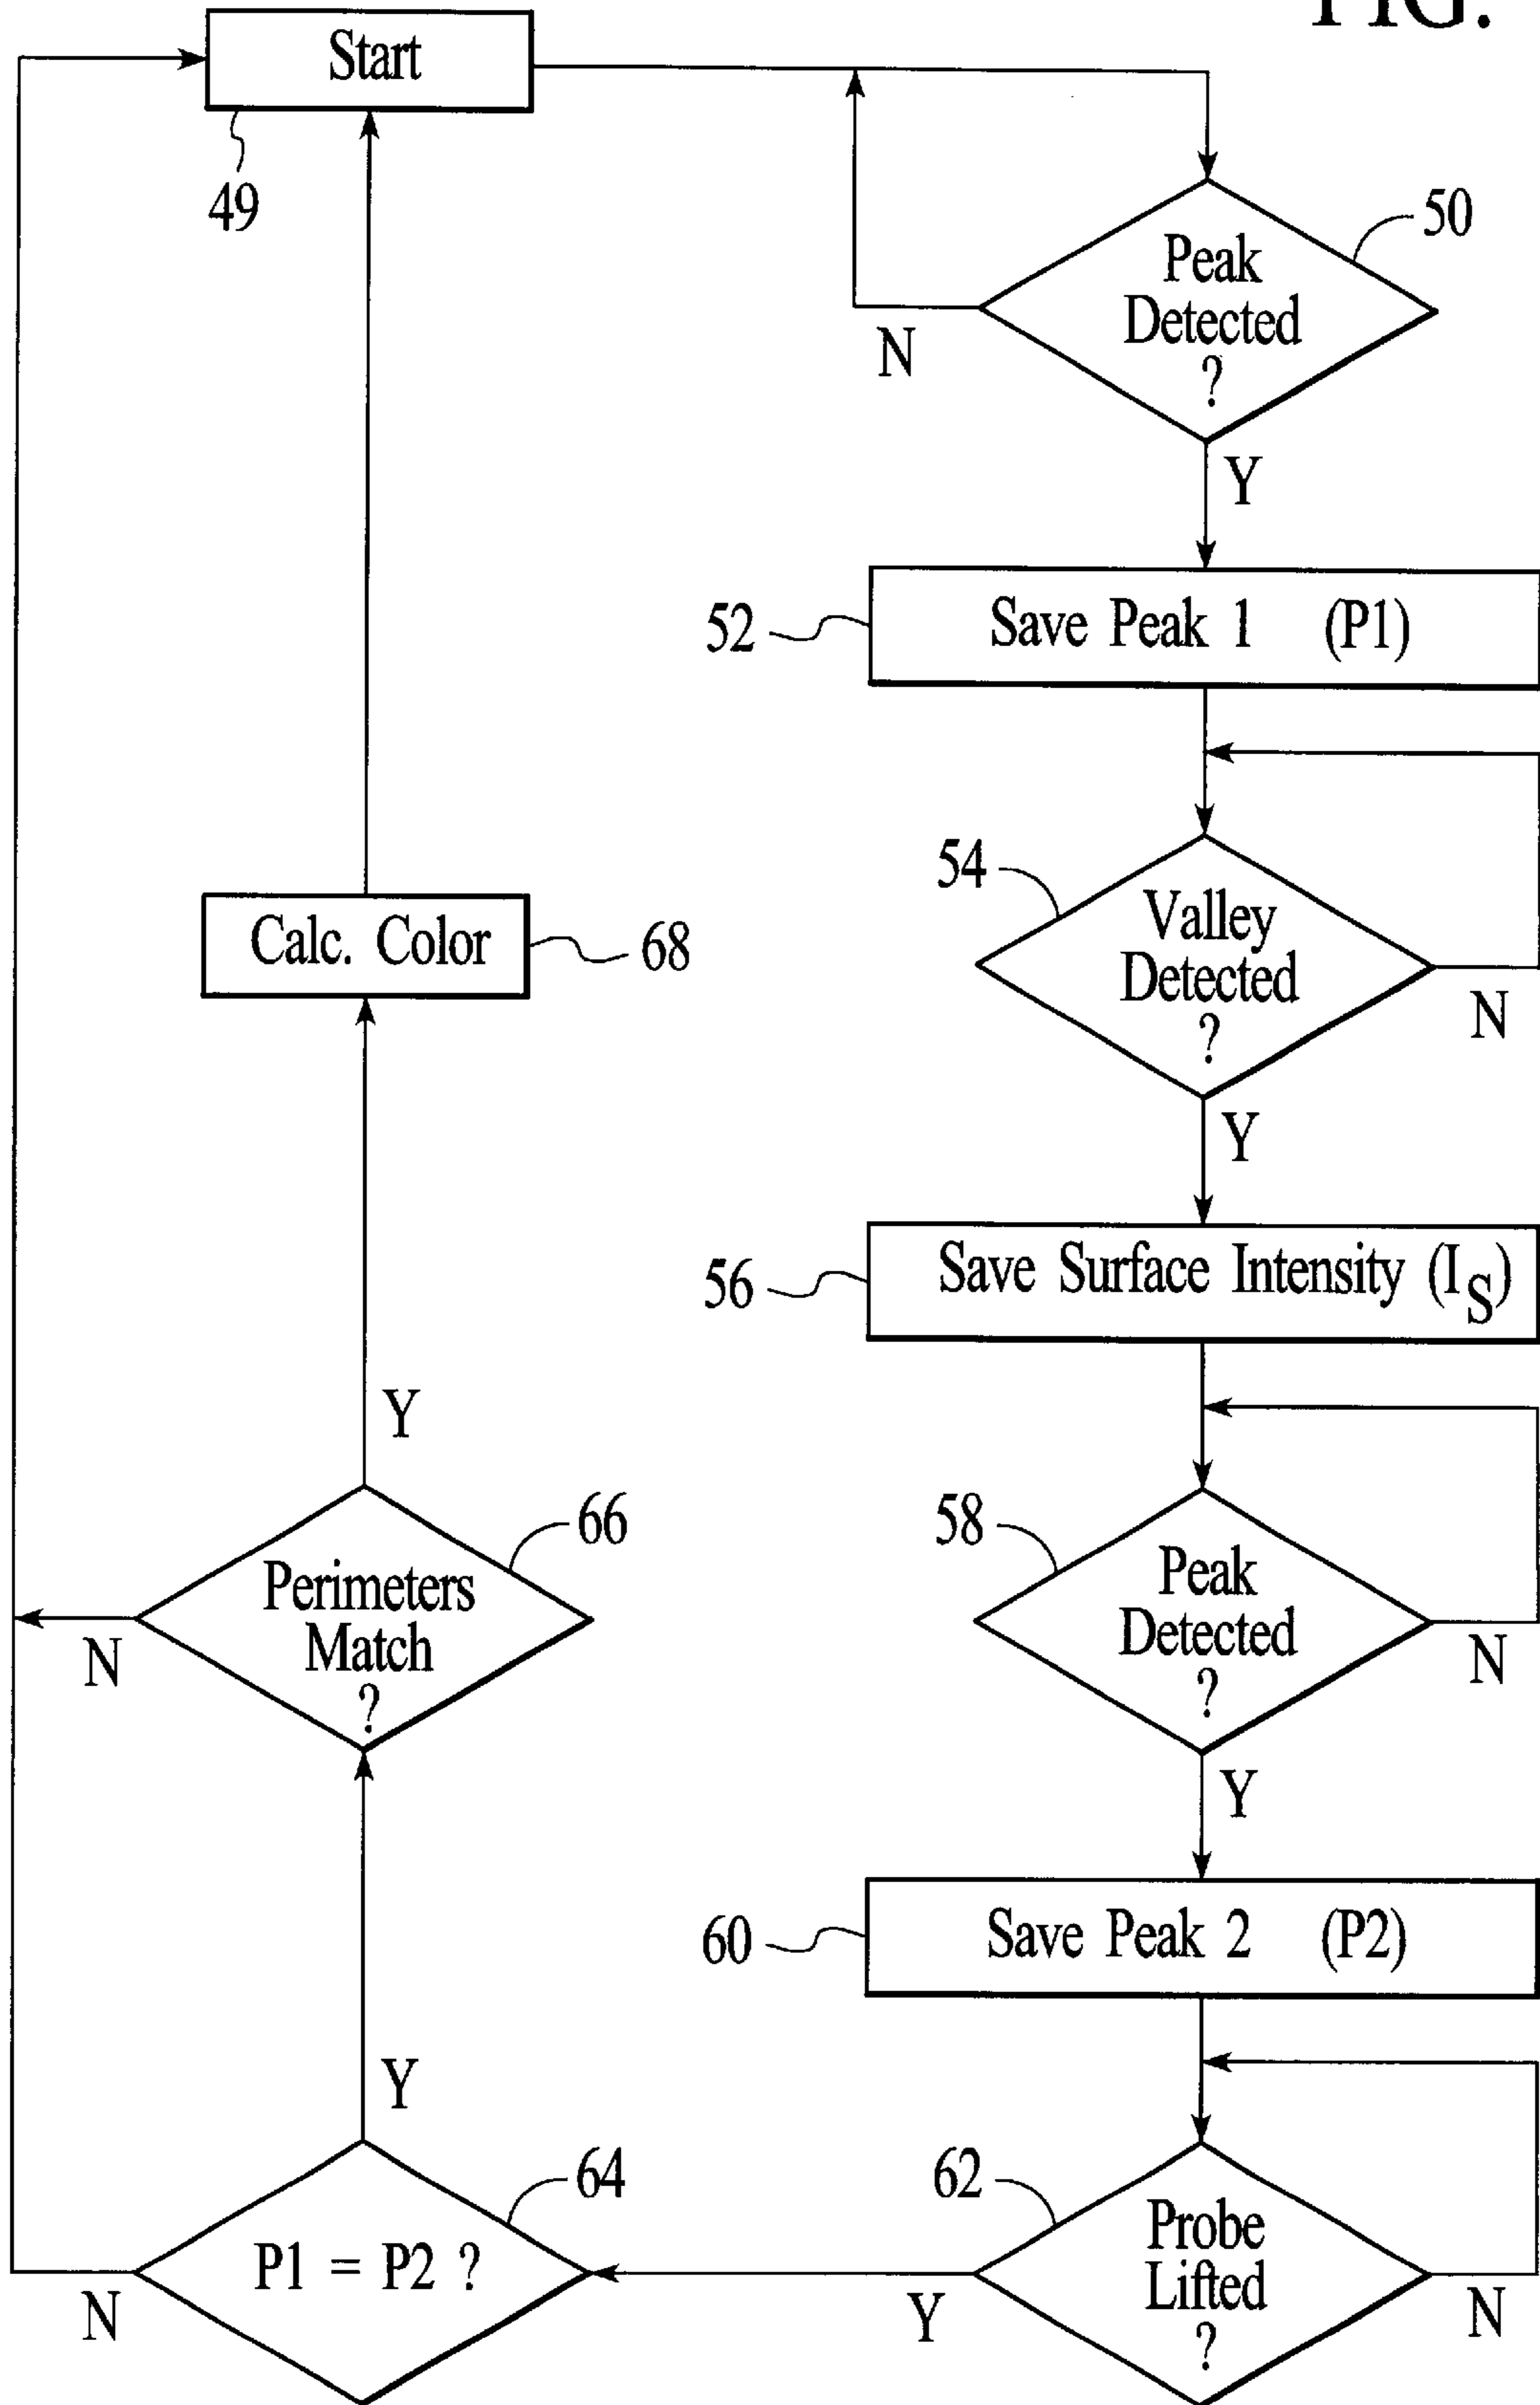 FIG.
Start
49
50
Peak
Detected
?
N
Y
52
Save Peak 1 (P1)
54
Valley
Detected
?
N
Y
56
Save Surface Intensity (IS)
58
Peak
Detected
?
N
Y
60
Save Peak 2 (P2)
62
Probe
Lifted
?
N
Y
64
P1 = P2 ?
N
Y
66
Perimeters
Match
?
N
Y
Calc. Color
68